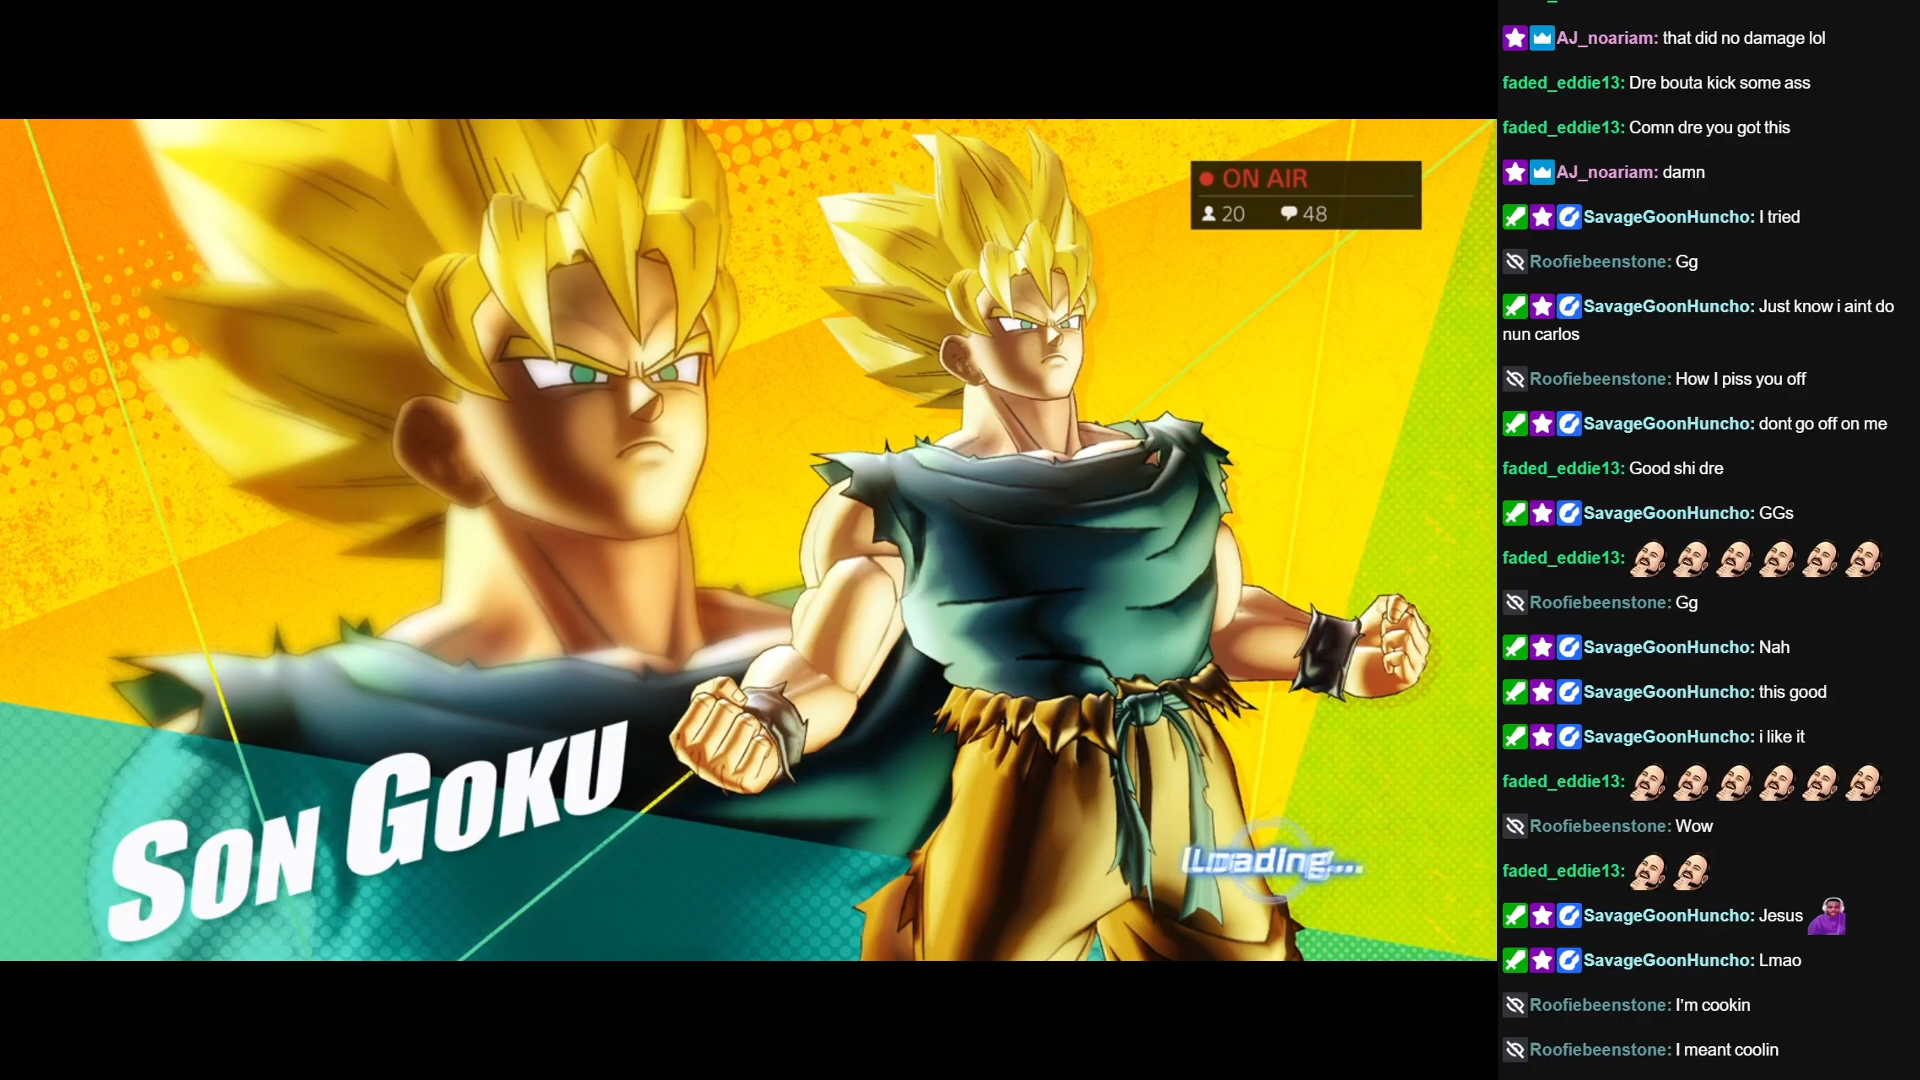 SON GOKU
ON AIR
20 48
Loading...
AJ_noariam: that did no damage lol
faded_eddie13: Dre bouta kick some ass
faded_eddie13: Comn dre you got this
AJ_noariam: damn
SavageGoonHuncho: I tried
Roofiebeenstone: Gg
SavageGoonHuncho: Just know i aint do
nun carlos
Roofiebeenstone: How I piss you off
SavageGoonHuncho: dont go off on me
faded_eddie13: Good shi dre
SavageGoonHuncho: GGs
faded_eddie13:
Roofiebeenstone: Gg
SavageGoonHuncho: Nah
SavageGoonHuncho: this good
SavageGoonHuncho: i like it
faded_eddie13:
Roofiebeenstone: Wow
faded_eddie13:
SavageGoonHuncho: Jesus
SavageGoonHuncho: Lmao
Roofiebeenstone: I'm cookin
Roofiebeenstone: I meant coolin